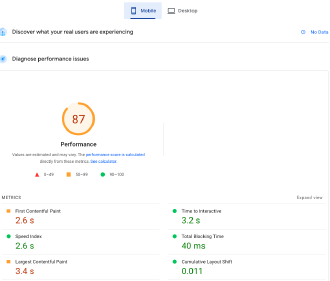 Mobile
Desktop
Discover what your real users are experiencing
No Data
Diagnose performance issues
87
Performance
Values are estimated and may vary. The performance score is calculated
directly from these metrics. See calculator.
0–49
50–89
90–100
METRICS
Expand view
First Contentful Paint
2.6 s
Time to Interactive
3.2 s
Speed Index
2.6 s
Total Blocking Time
40 ms
Largest Contentful Paint
3.4 s
Cumulative Layout Shift
0.011